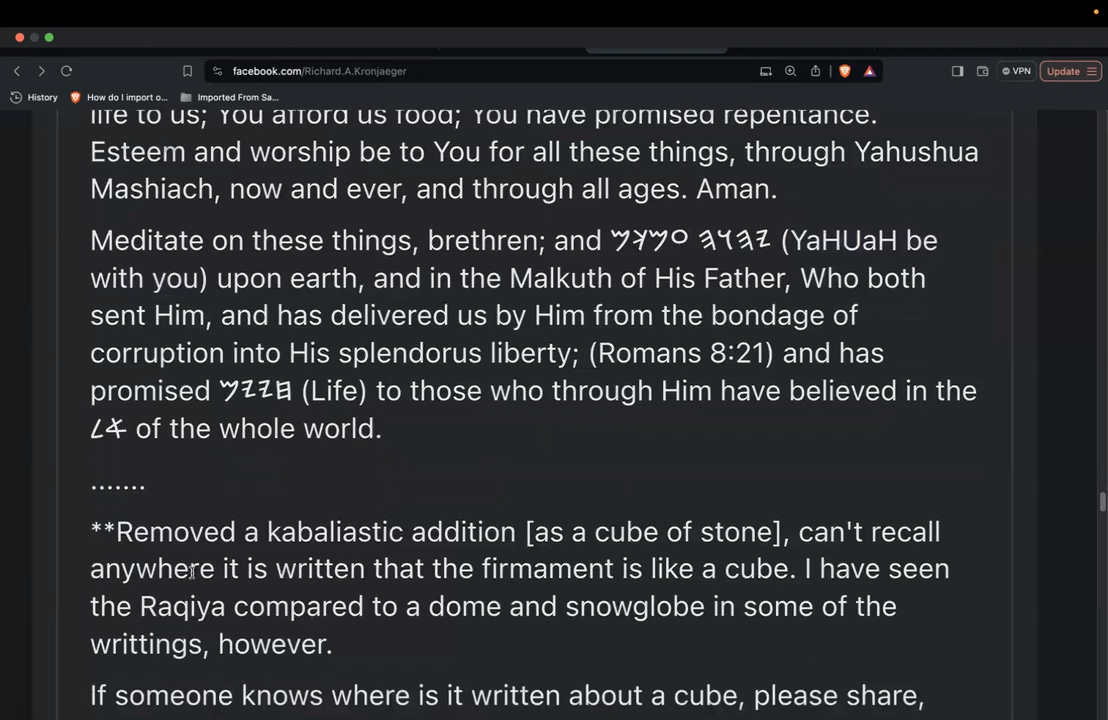 History
How do I import o...
Imported From Sa...
facebook.com/Richard.A.Kronjaeger
VPN
Update
life to us; You afford us food; You have promised repentance.
Esteem and worship be to You for all these things, through Yahushua
Mashiach, now and ever, and through all ages. Aman.
Meditate on these things, brethren; and 𐤉𐤄𐤅𐤄 𐤏𐤌𐤊𐤌 (YaHUaH be
with you) upon earth, and in the Malkuth of His Father, Who both
sent Him, and has delivered us by Him from the bondage of
corruption into His splendorus liberty; (Romans 8:21) and has
promised 𐤇𐤉𐤉𐤌 (Life) to those who through Him have believed in the
𐤀𐤋 of the whole world.
.......
**Removed a kabaliastic addition [as a cube of stone], can't recall
anywhere it is written that the firmament is like a cube. I have seen
the Raqiya compared to a dome and snowglobe in some of the
writtings, however.
If someone knows where is it written about a cube, please share,